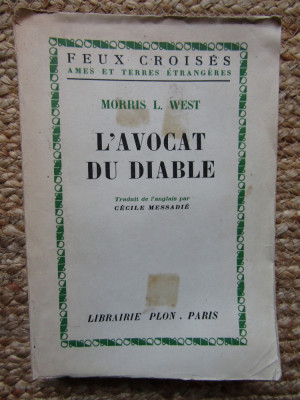 FEUX CROISÉS
AMES ET TERRES ÉTRANGÈRES
MORRIS L. WEST
L'AVOCAT
DU DIABLE
Traduit de l'anglais par
CÉCILE MESSADIÉ
LIBRAIRIE PLON . PARIS